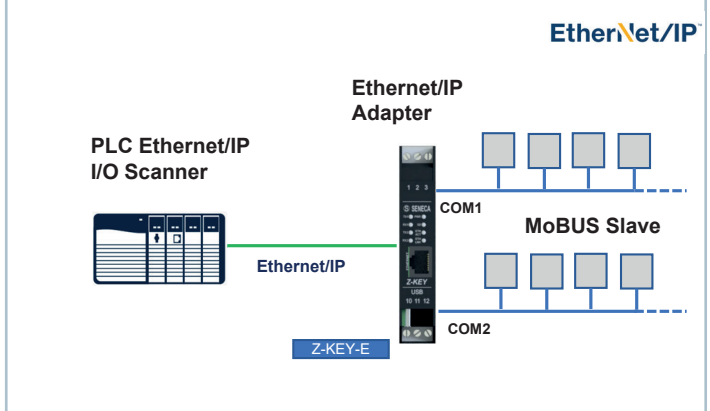 EtherNet/IP
Ethernet/IP
Adapter
PLC Ethernet/IP
I/O Scanner
1 2 3
SENECA
COM1
MoBUS Slave
Ethernet/IP
Z-KEY
USB
10 11 12
COM2
Z-KEY-E